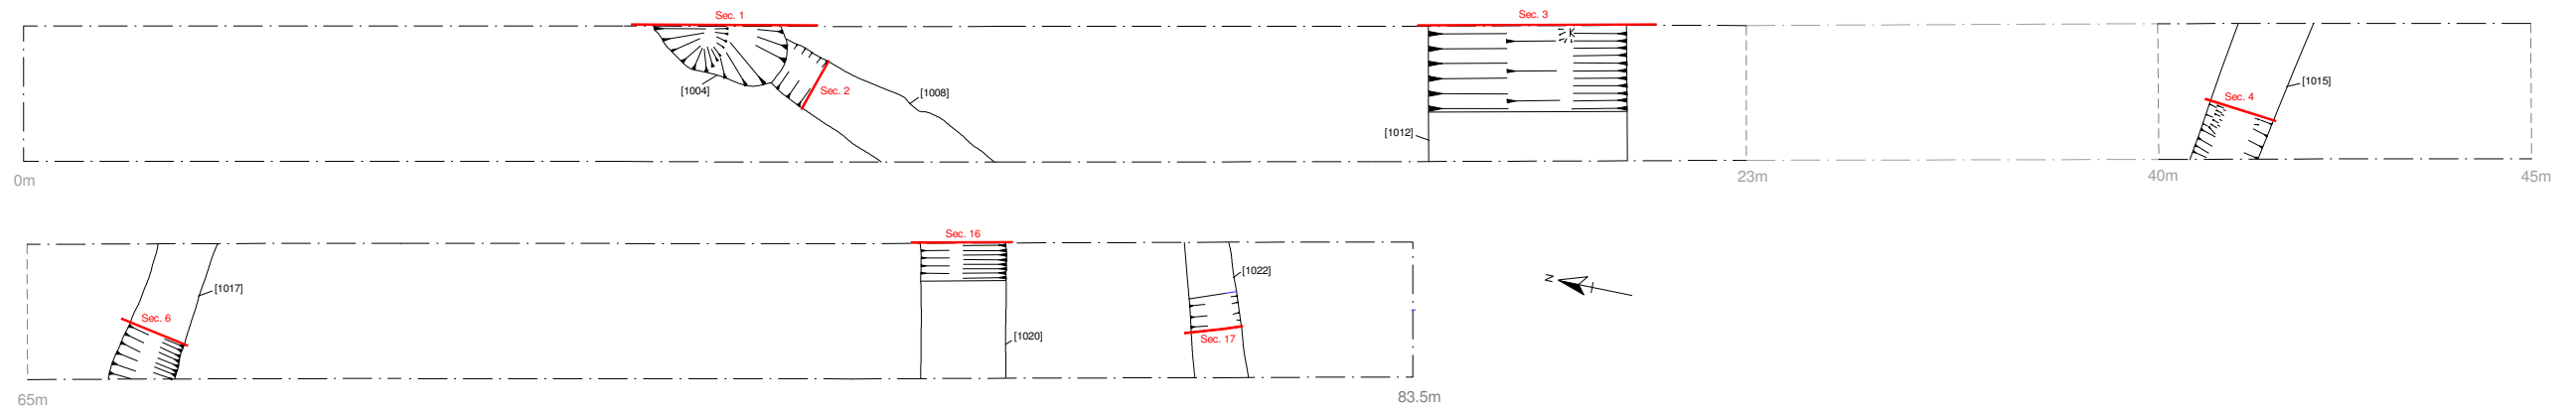 Sec. 1
Sec. 3
[1004]
Sec. 2
[1008]
[1012]
K
Sec. 4
[1015]
0m
23m
40m
45m
Sec. 16
[1017]
Sec. 6
[1020]
[1022]
Sec. 17
N
65m
83.5m